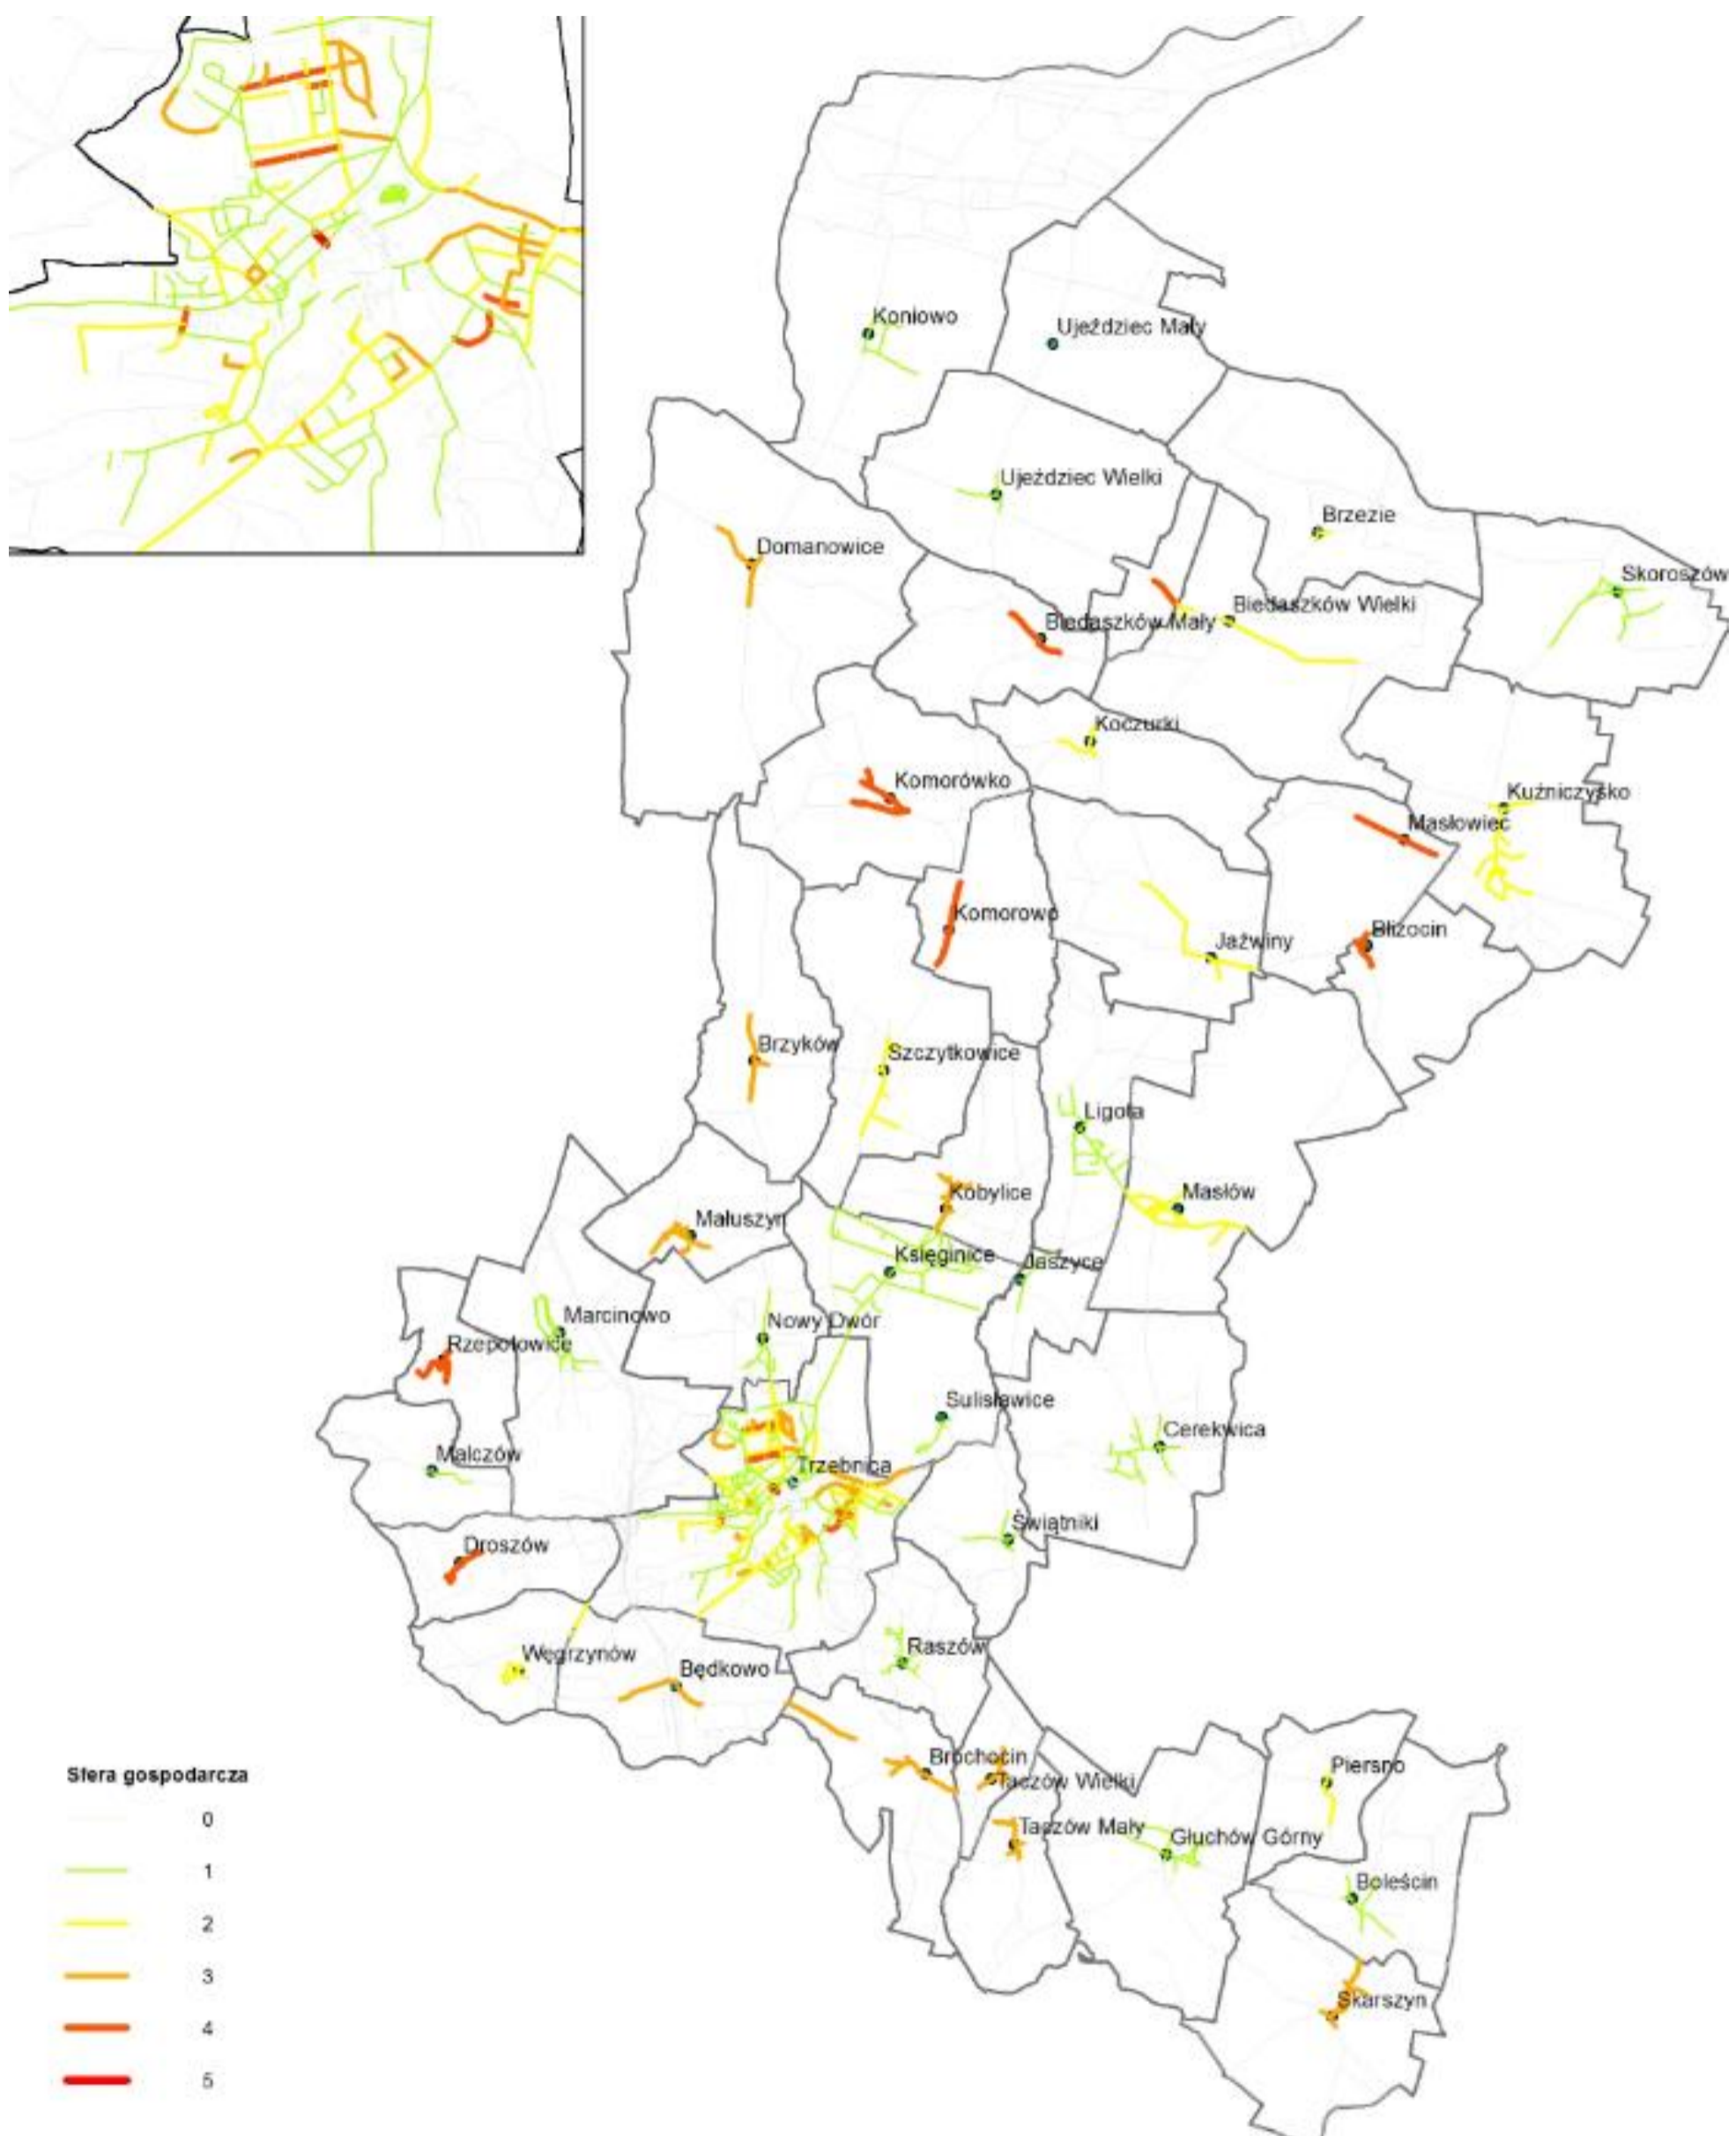 Koniowo
Ujeździec Mały
Ujeździec Wielki
Brzezie
Domanowice
Skoroszów
Biedaszków Wielki
Biedaszków Mały
Koczurki
Komorówko
Kuźniczysko
Masłowiec
Komorowo
Blizocin
Jaźwiny
Brzyków
Szczytkowice
Ligota
Kobylice
Masłów
Małuszyn
Księginice
Jaszyce
Marcinowo
Nowy Dwór
Rzepotowice
Sulisławice
Cerekwica
Malczów
Trzebnica
Świątniki
Droszów
Raszów
Węgrzynów
Będkowo
Brochocin
Piersno
Taczów Wielki
Taczów Mały
Głuchów Górny
Boleścin
Skarszyn
Sfera gospodarcza
0
1
2
3
4
5